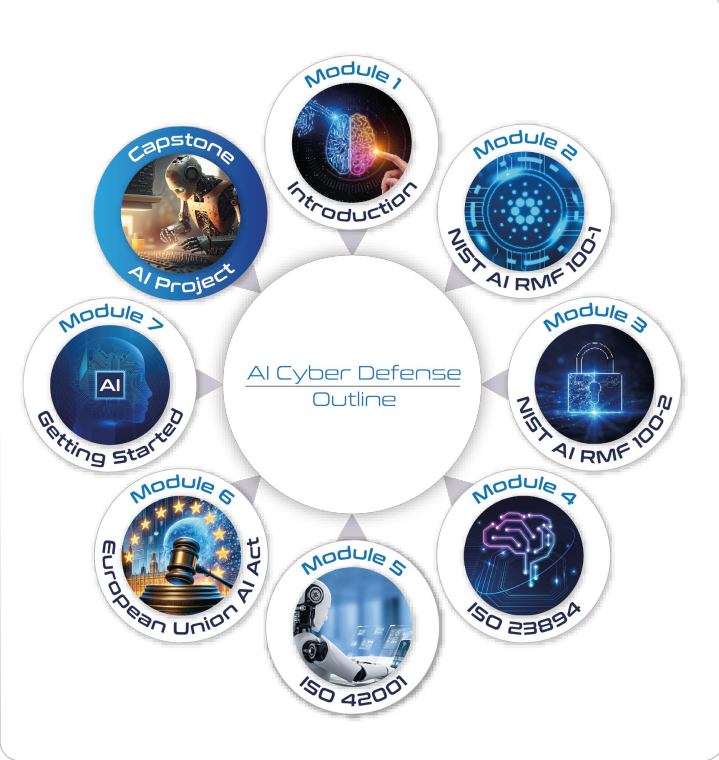 Module 1
Introduction
Module 2
NIST AI RMF 100-1
Module 3
NIST AI RMF 100-2
Module 4
ISO 23894
Module 5
ISO 42001
Module 6
European Union AI Act
Module 7
AI
Getting Started
Capstone
AI Project
AI Cyber Defense
Outline